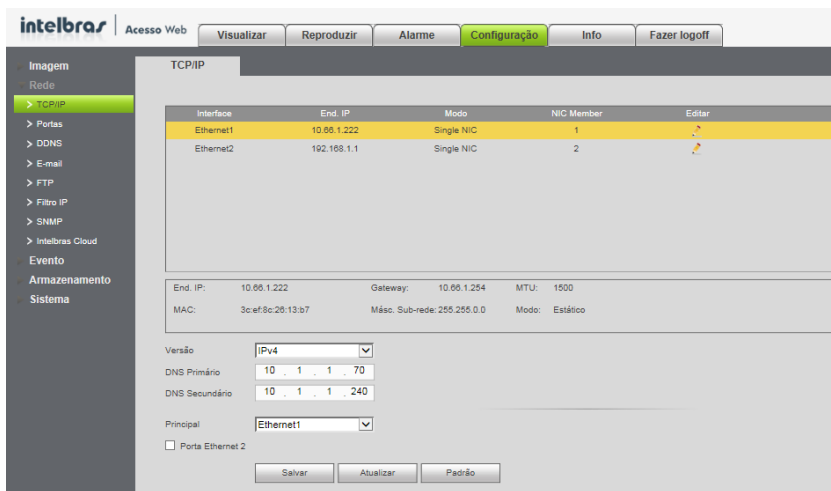 intelbras Acesso Web Visualizar Reproduzir Alarme Configuração Info Fazer logoff
Imagem
Rede
> TCP/IP
> Portas
> DDNS
> E-mail
> FTP
> Filtro IP
> SNMP
> Intelbras Cloud
Evento
Armazenamento
Sistema
TCP/IP
Interface End. IP Modo NIC Member Editar
Ethernet1 10.66.1.222 Single NIC 1
Ethernet2 192.168.1.1 Single NIC 2
End. IP: 10.66.1.222 Gateway: 10.66.1.254 MTU: 1500
MAC: 3c:ef:8c:26:13:b7 Másc. Sub-rede: 255.255.0.0 Modo: Estático
Versão IPv4
DNS Primário 10 . 1 . 1 . 70
DNS Secundário 10 . 1 . 1 . 240
Principal Ethernet1
Porta Ethernet 2
Salvar Atualizar Padrão